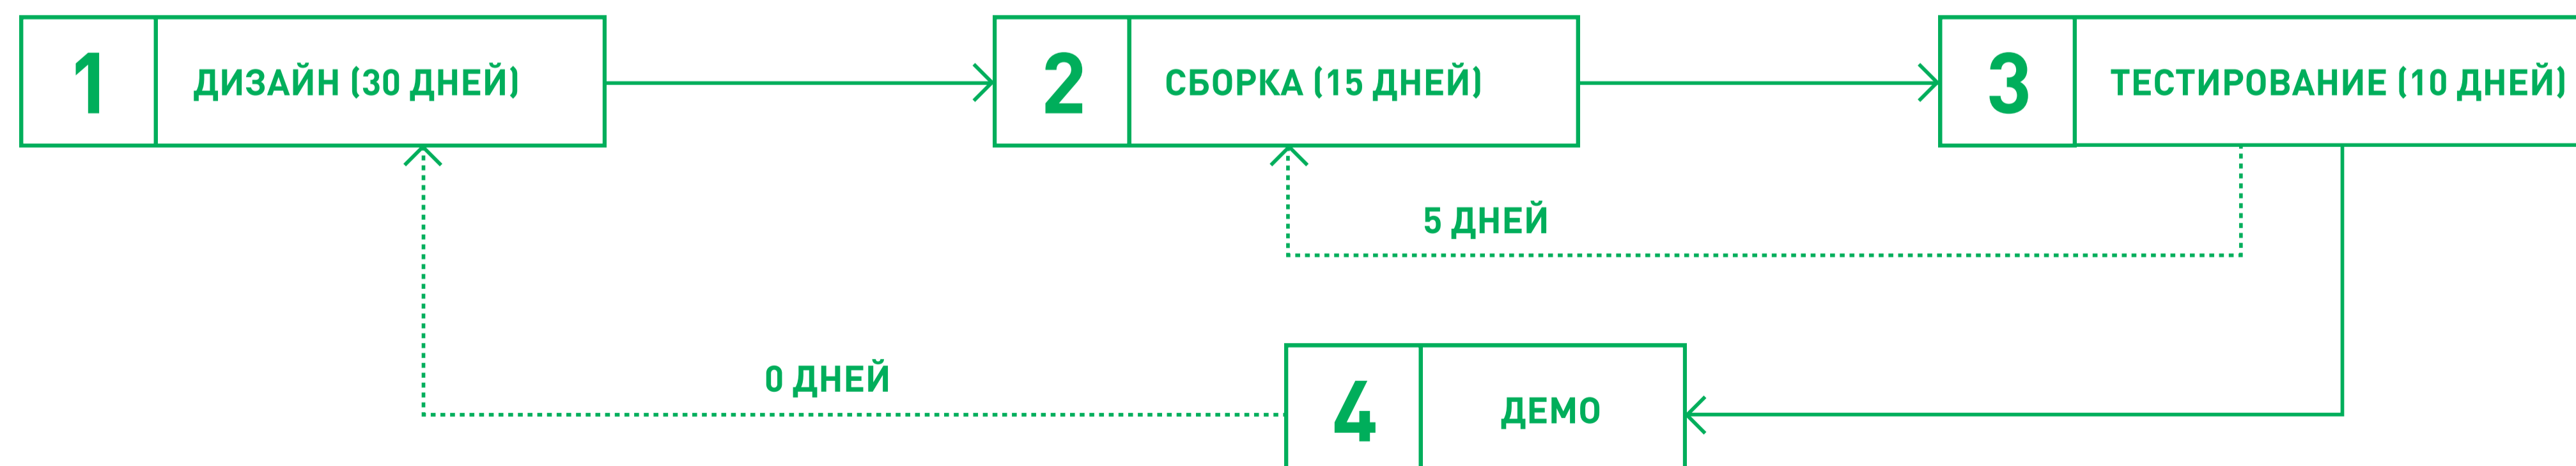 1 ДИЗАЙН (30 ДНЕЙ)
2 СБОРКА (15 ДНЕЙ)
3 ТЕСТИРОВАНИЕ (10 ДНЕЙ)
5 ДНЕЙ
0 ДНЕЙ
4 ДЕМО